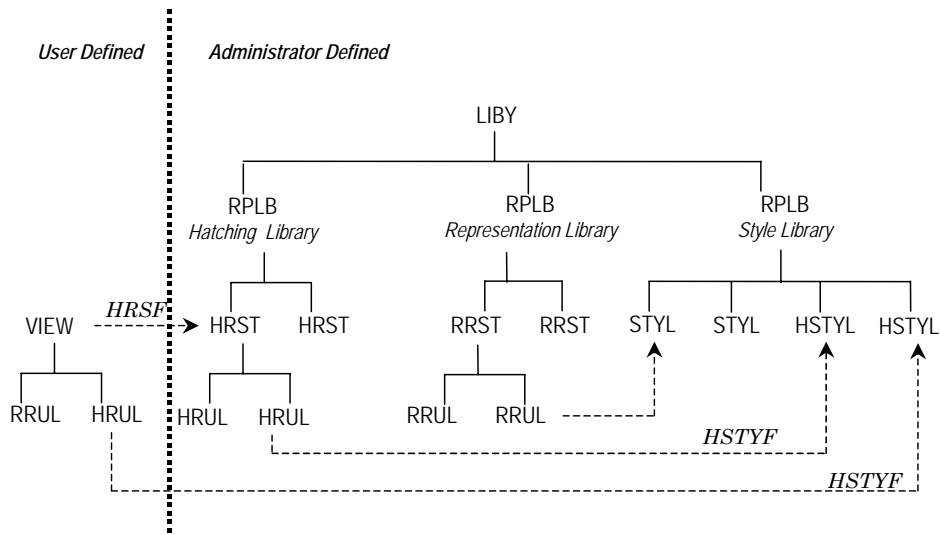 User Defined
Administrator Defined
LIBY
RPLB
Hatching Library
RPLB
Representation Library
RPLB
Style Library
VIEW
HRSF
HRST
HRST
RRST
RRST
STYL
STYL
HSTYL
HSTYL
RRUL
HRUL
HRUL
HRUL
RRUL
RRUL
HSTYF
HSTYF